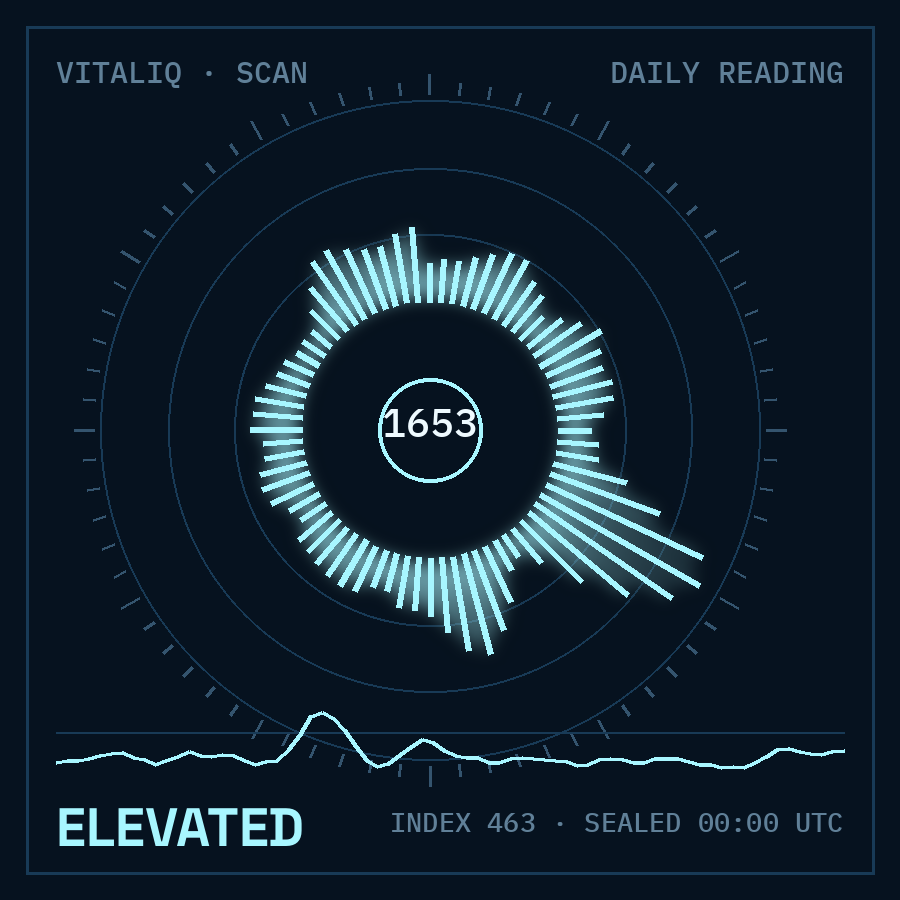 VITALIQ · SCAN
DAILY READING
1653
ELEVATED
INDEX 463 · SEALED 00:00 UTC